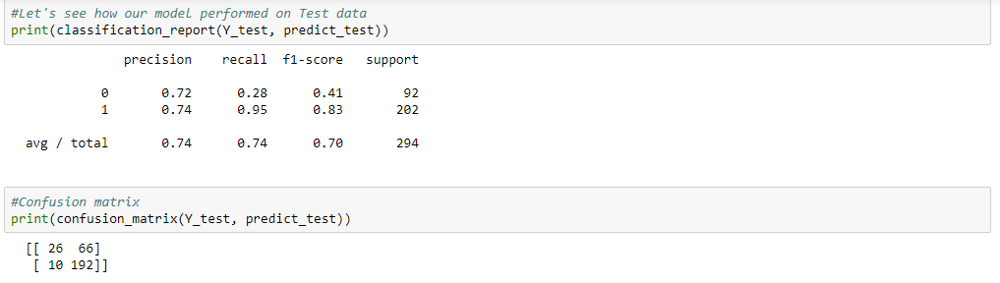 #Let's see how our model performed on Test data
print(classification_report(Y_test, predict_test))
precision recall f1-score support
0 0.72 0.28 0.41 92
1 0.74 0.95 0.83 202
avg / total 0.74 0.74 0.70 294
#Confusion matrix
print(confusion_matrix(Y_test, predict_test))
[[ 26 66]
[ 10 192]]